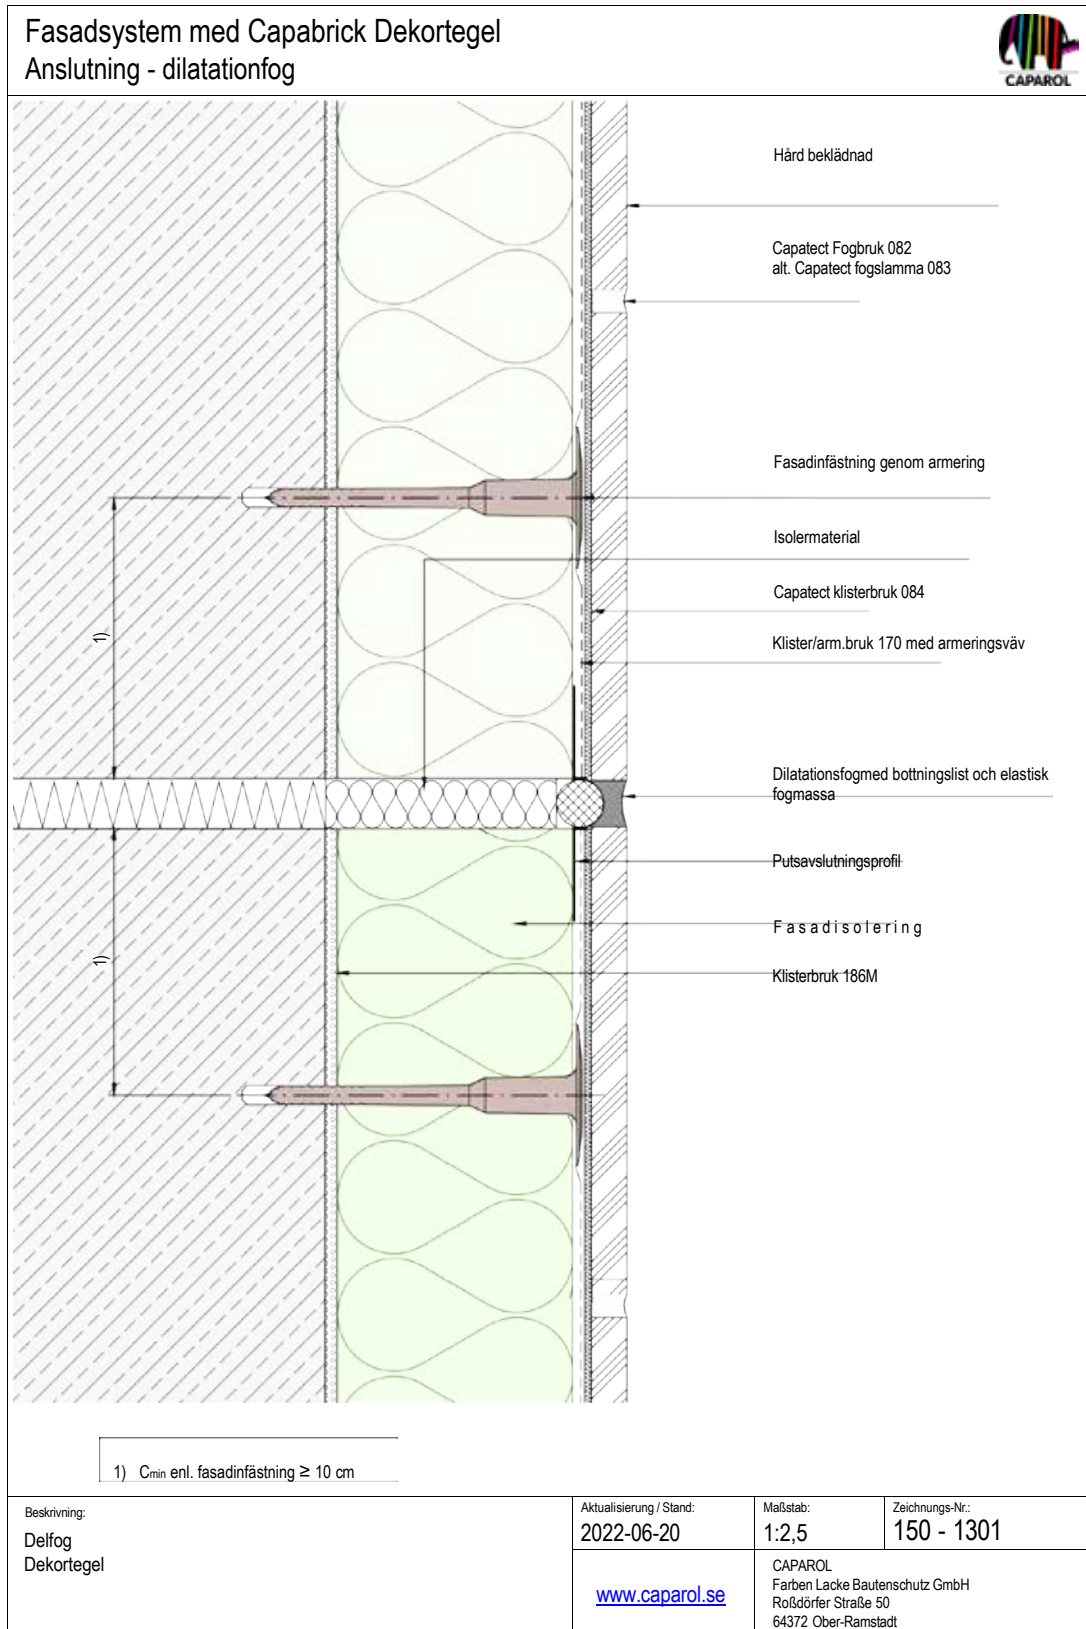 Fasadsystem med Capabrick Dekortegel
Anslutning - dilatationfog
CAPAROL
Hård beklädnad
Capatect Fogbruk 082
alt. Capatect fogslamma 083
Fasadinfästning genom armering
Isolermaterial
Capatect klisterbruk 084
1)
Klister/arm.bruk 170 med armeringsväv
Dilatationsfogmed bottningslist och elastisk
fogmassa
Putsavslutningsprofil
Fasadisolering
1)
Klisterbruk 186M
1) Cmin enl. fasadinfästning ≥ 10 cm
Beskrivning:
Delfog
Dekortegel
Aktualisierung / Stand:
2022-06-20
Maßstab:
1:2,5
Zeichnungs-Nr.:
150 - 1301
www.caparol.se
CAPAROL
Farben Lacke Bautenschutz GmbH
Roßdörfer Straße 50
64372 Ober-Ramstadt